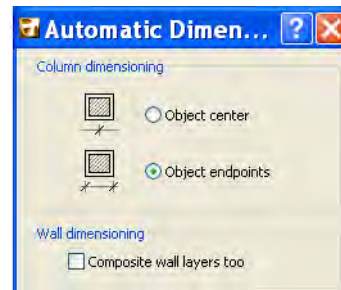 Automatic Dimen...
Column dimensioning
Object center
Object endpoints
Wall dimensioning
Composite wall layers too